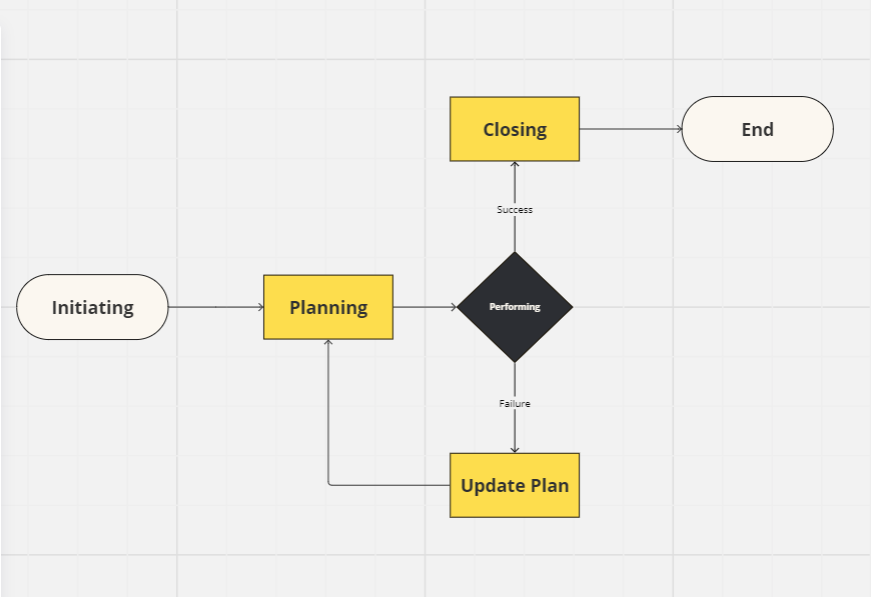 Closing
End
Success
Initiating
Planning
Performing
Failure
Update Plan